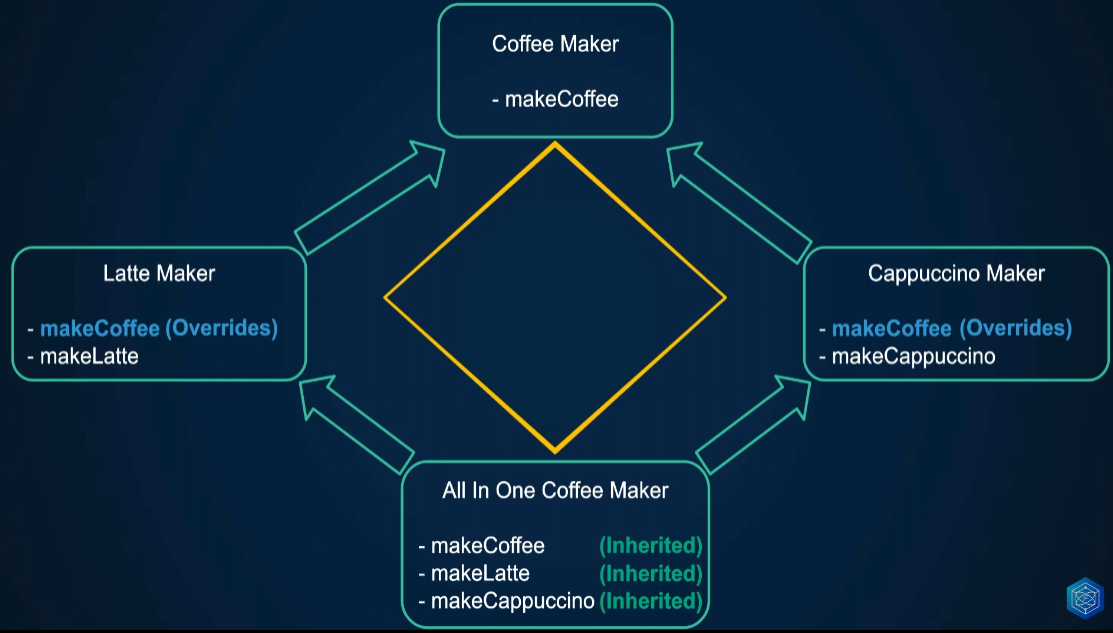 Coffee Maker
- makeCoffee
Latte Maker
- makeCoffee (Overrides)
- makeLatte
Cappuccino Maker
- makeCoffee (Overrides)
- makeCappuccino
All In One Coffee Maker
- makeCoffee (Inherited)
- makeLatte (Inherited)
- makeCappuccino (Inherited)